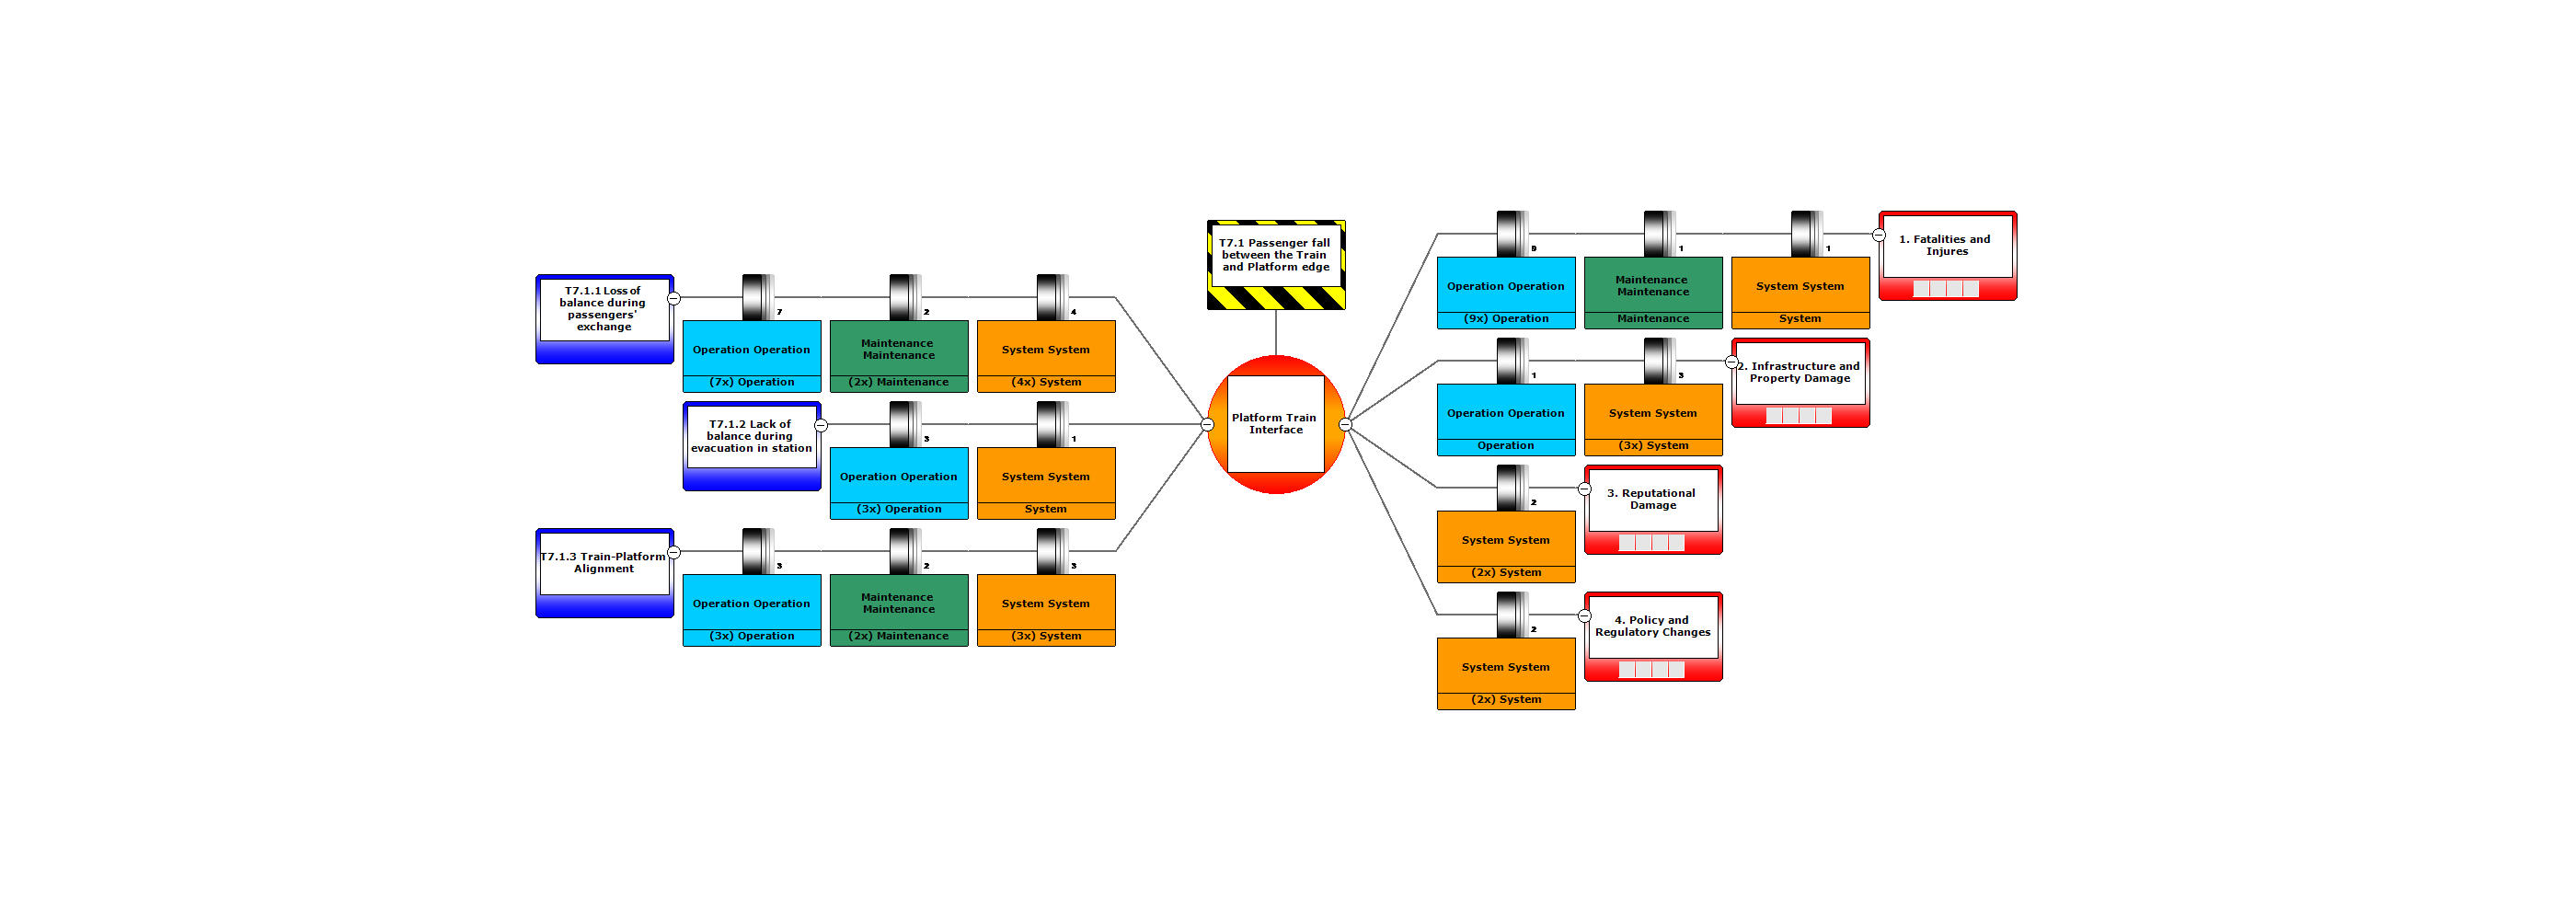 T7.1 Passenger fall
between the Train
and Platform edge
Platform Train
Interface
T7.1.1 Loss of
balance during
passengers'
exchange
7
Operation Operation
(7x) Operation
2
Maintenance
Maintenance
(2x) Maintenance
4
System System
(4x) System
T7.1.2 Lack of
balance during
evacuation in station
3
Operation Operation
(3x) Operation
1
System System
System
T7.1.3 Train-Platform
Alignment
3
Operation Operation
(3x) Operation
2
Maintenance
Maintenance
(2x) Maintenance
3
System System
(3x) System
9
Operation Operation
(9x) Operation
1
Maintenance
Maintenance
Maintenance
1
System System
System
1. Fatalities and
Injures
1
Operation Operation
Operation
3
System System
(3x) System
2. Infrastructure and
Property Damage
2
System System
(2x) System
3. Reputational
Damage
2
System System
(2x) System
4. Policy and
Regulatory Changes